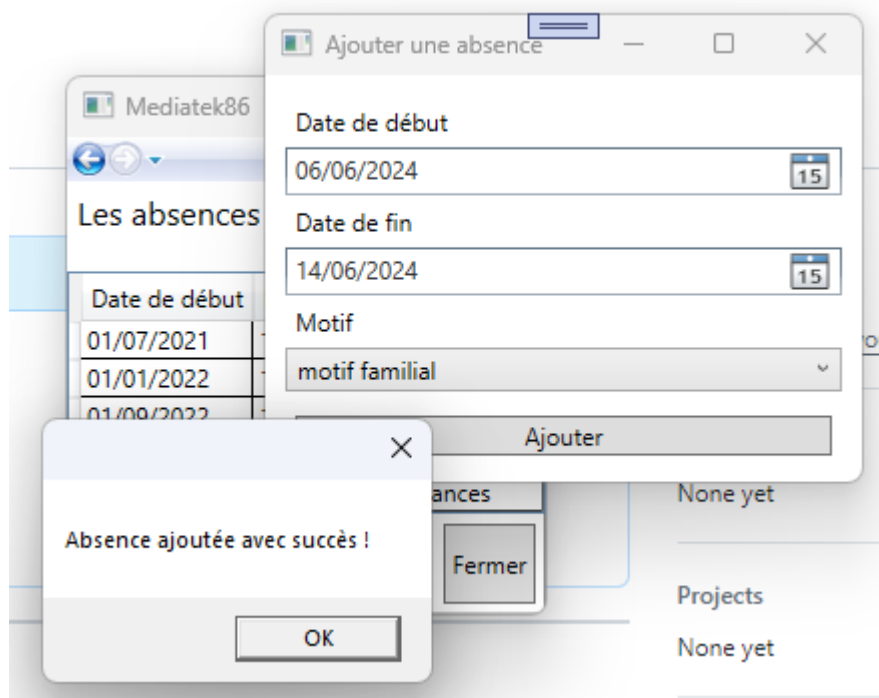 Ajouter une absence
Mediatek86
Date de début
06/06/2024
15
Les absences
Date de fin
14/06/2024
15
Date de début
Motif
01/07/2021
motif familial
01/01/2022
01/09/2022
Ajouter
ances
None yet
Absence ajoutée avec succès !
Fermer
Projects
OK
None yet